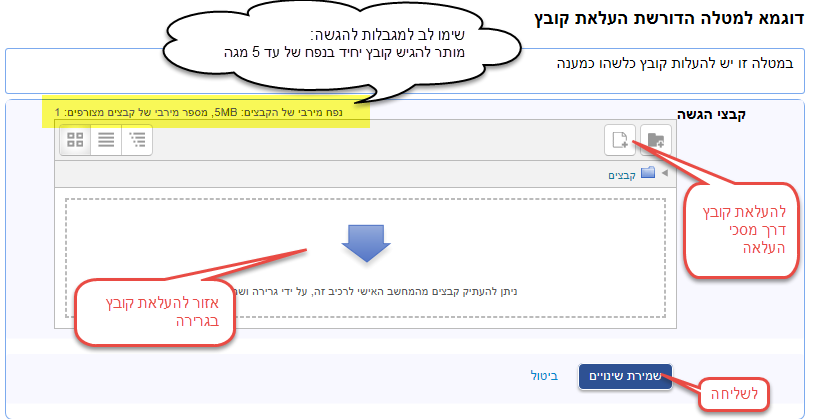 דוגמא למטלה הדורשת העלאת קובץ
שימו לב למגבלות להגשה:
מותר להגיש קובץ יחיד בנפח של עד 5 מגה
במטלה זו יש להעלות קובץ כלשהו כמענה
קבצי הגשה
נפח מירבי של הקבצים: 5MB, מספר מירבי של קבצים מצורפים: 1
קבצים
להעלאת קובץ
דרך מסכי
העלאה
ניתן להעתיק קבצים מהמחשב האישי לרכיב זה, על ידי גרירה
אזור להעלאת קובץ
בגרירה
שמירת שינויים
ביטול
לשליחה